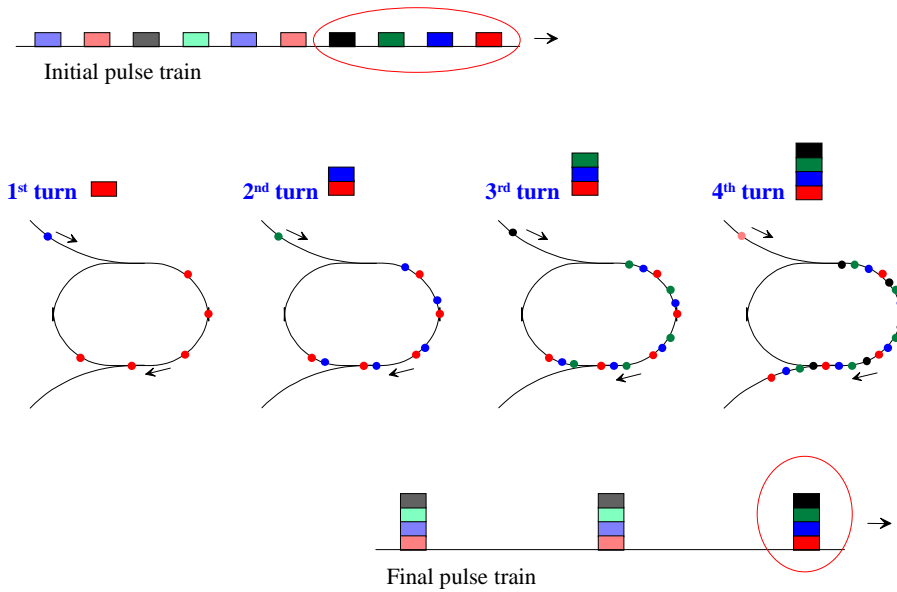 Initial pulse train
1st turn
2nd turn
3rd turn
4th turn
Final pulse train